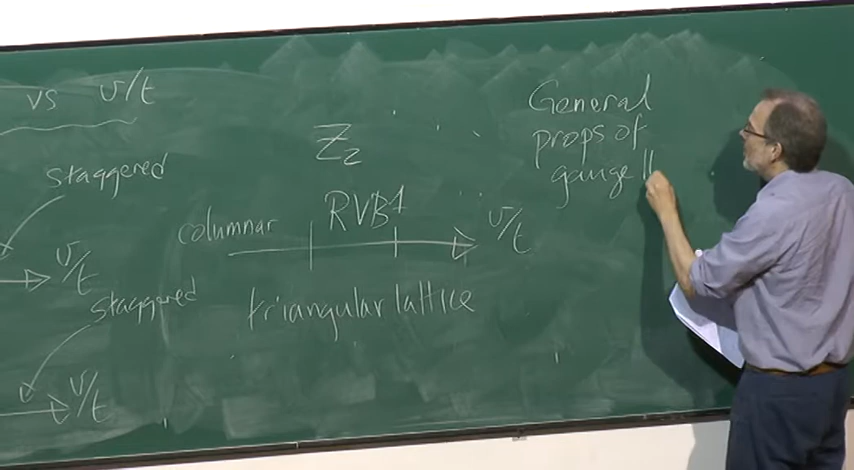 vs v/t
staggered
v/t
staggered
v/t
Z₂
columnar RVB
v/t
triangular lattice
General
props of
gauge